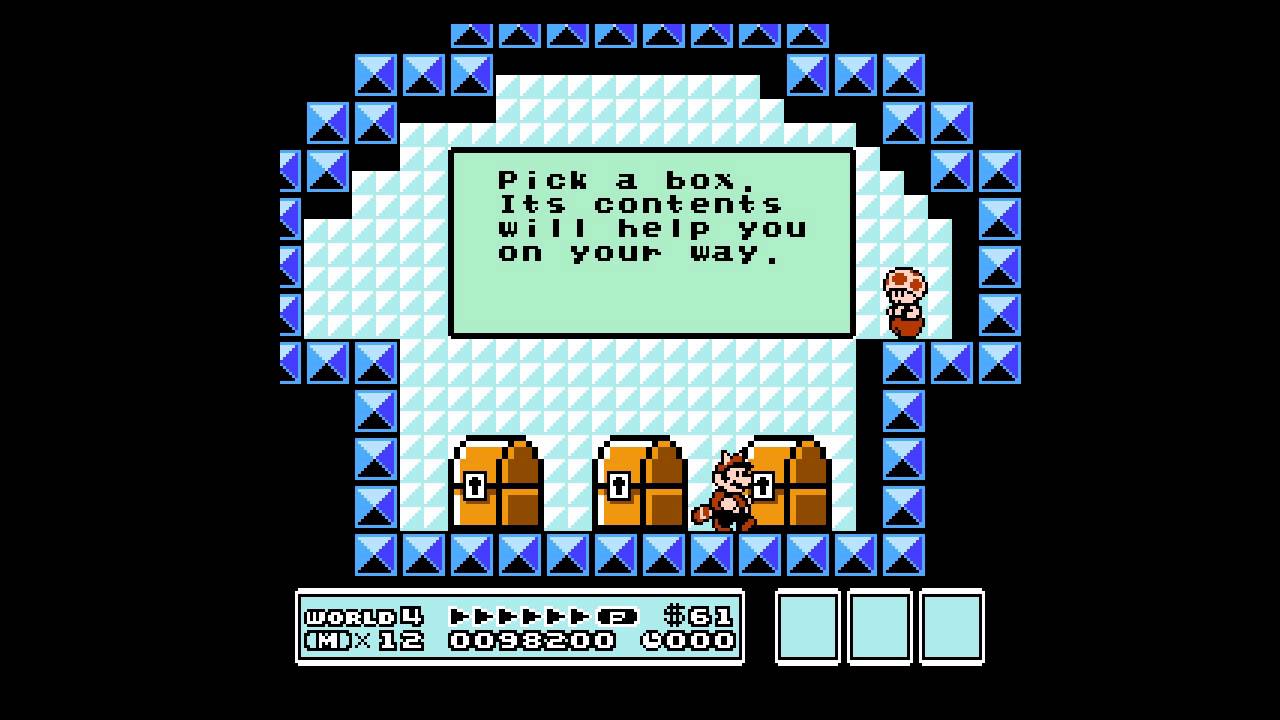 Pick a box.
Its contents
will help you
on your way.
WORLD 4 P $61
M x 12 0098200 000